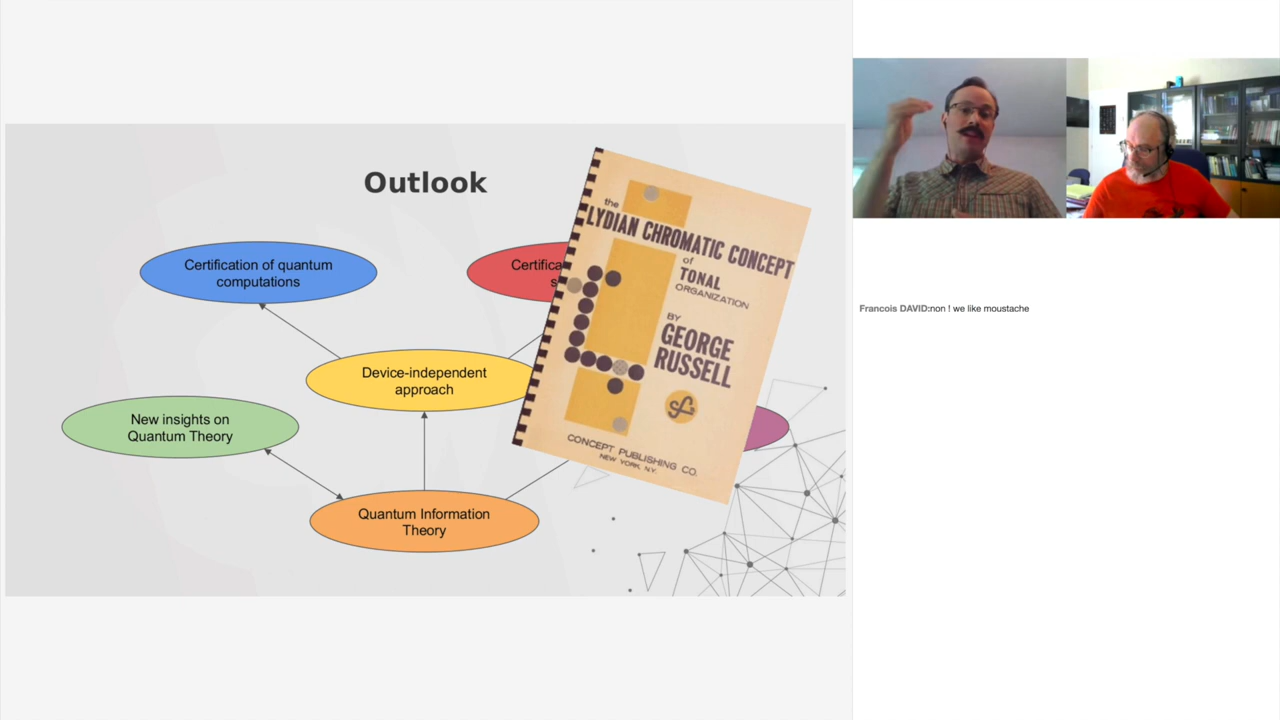 Outlook
Certification of quantum
computations
Certifica
s
Device-independent
approach
New insights on
Quantum Theory
Quantum Information
Theory
the
LYDIAN CHROMATIC CONCEPT
of
TONAL
ORGANIZATION
BY
GEORGE
RUSSELL
CONCEPT PUBLISHING CO.
NEW YORK, N.Y.
Francois DAVID:non ! we like moustache